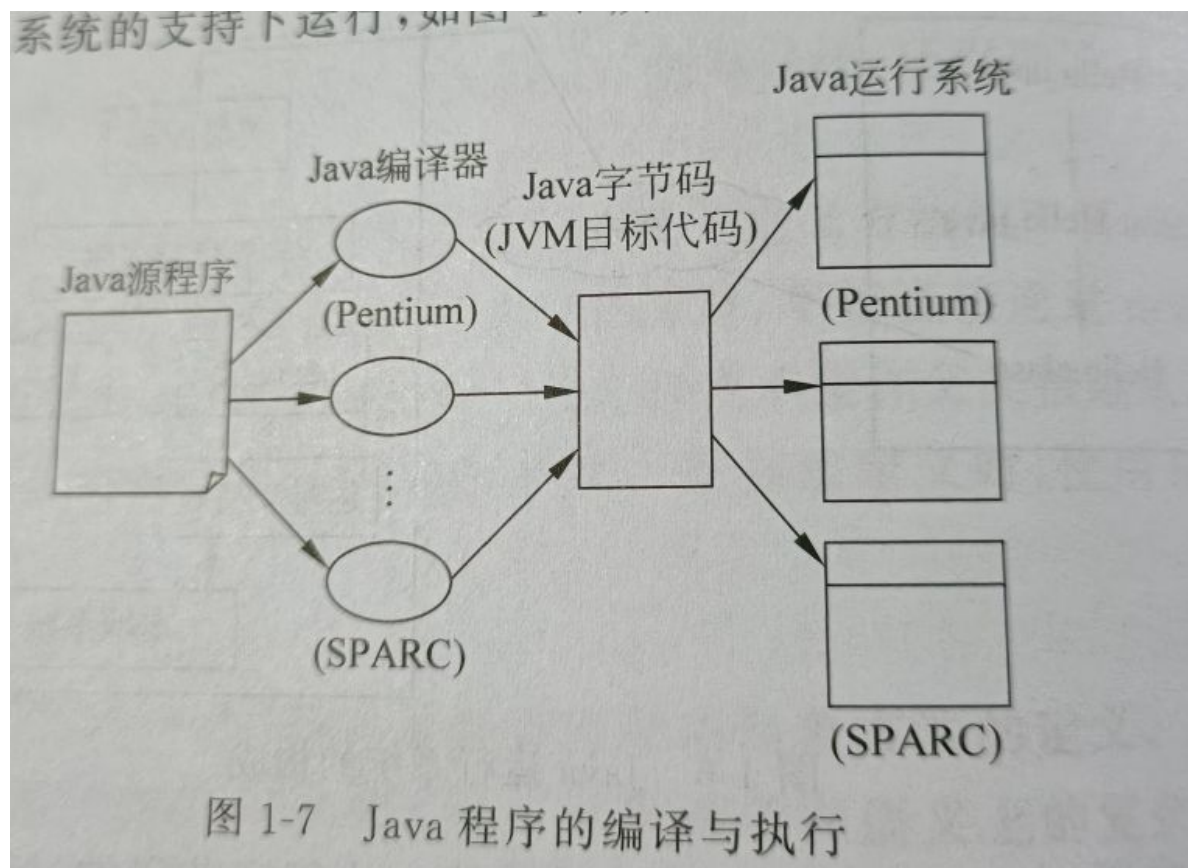 系统的支持下运行,如图 1-7
Java运行系统
Java编译器
Java字节码
(JVM目标代码)
Java源程序
(Pentium)
(Pentium)
⋮
(SPARC)
(SPARC)
图 1-7 Java 程序的编译与执行